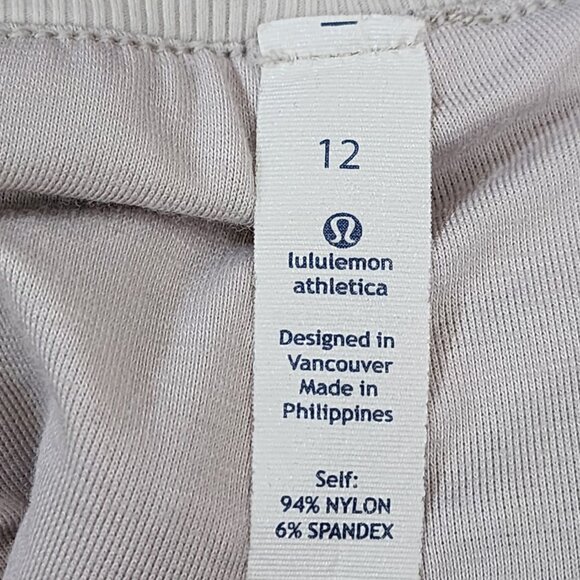 12
lululemon
athletica
Designed in
Vancouver
Made in
Philippines
Self:
94% NYLON
6% SPANDEX